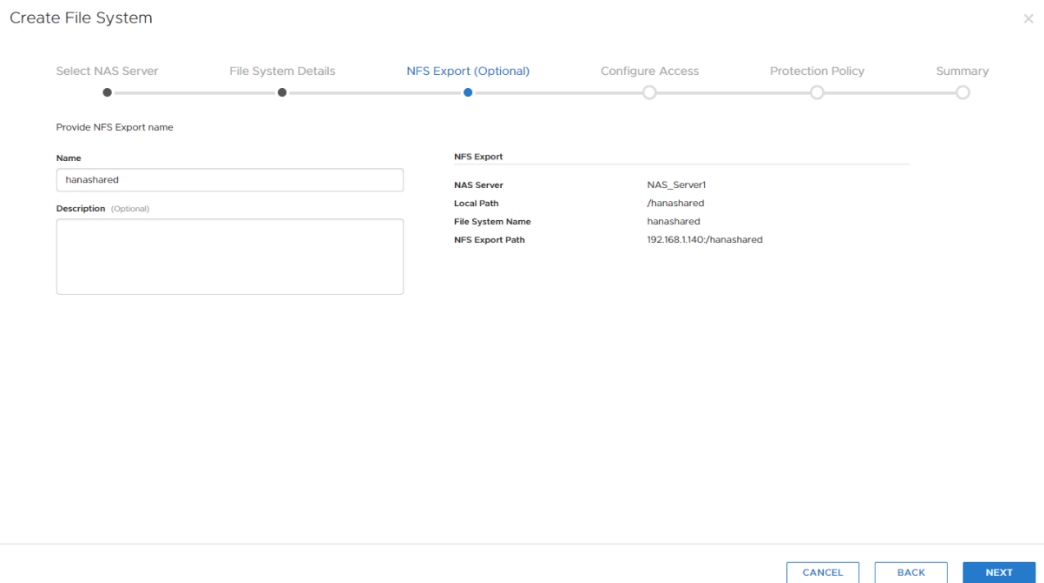 Create File System
Select NAS Server
File System Details
NFS Export (Optional)
Configure Access
Protection Policy
Summary
Provide NFS Export name
Name
hanashared
Description (Optional)
NFS Export
NAS Server NAS_Server1
Local Path /hanashared
File System Name hanashared
NFS Export Path 192.168.1.140:/hanashared
CANCEL
BACK
NEXT